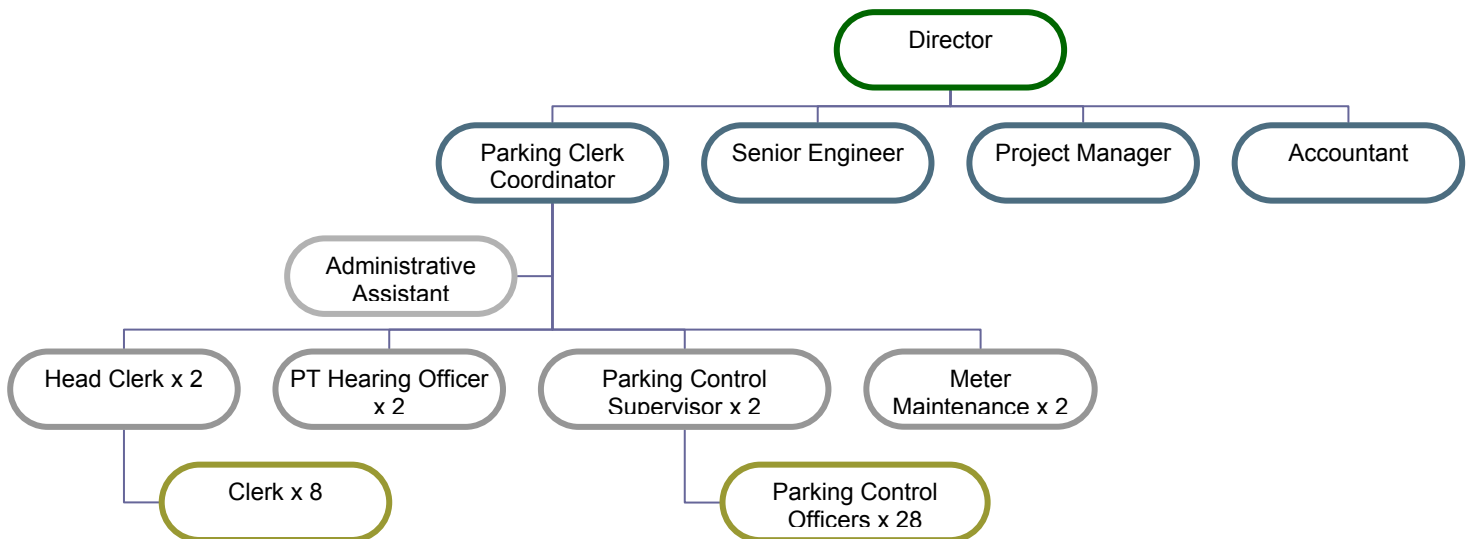 Director
Parking Clerk
Coordinator
Senior Engineer
Project Manager
Accountant
Administrative
Assistant
Head Clerk x 2
PT Hearing Officer
x 2
Parking Control
Supervisor x 2
Meter
Maintenance x 2
Clerk x 8
Parking Control
Officers x 28